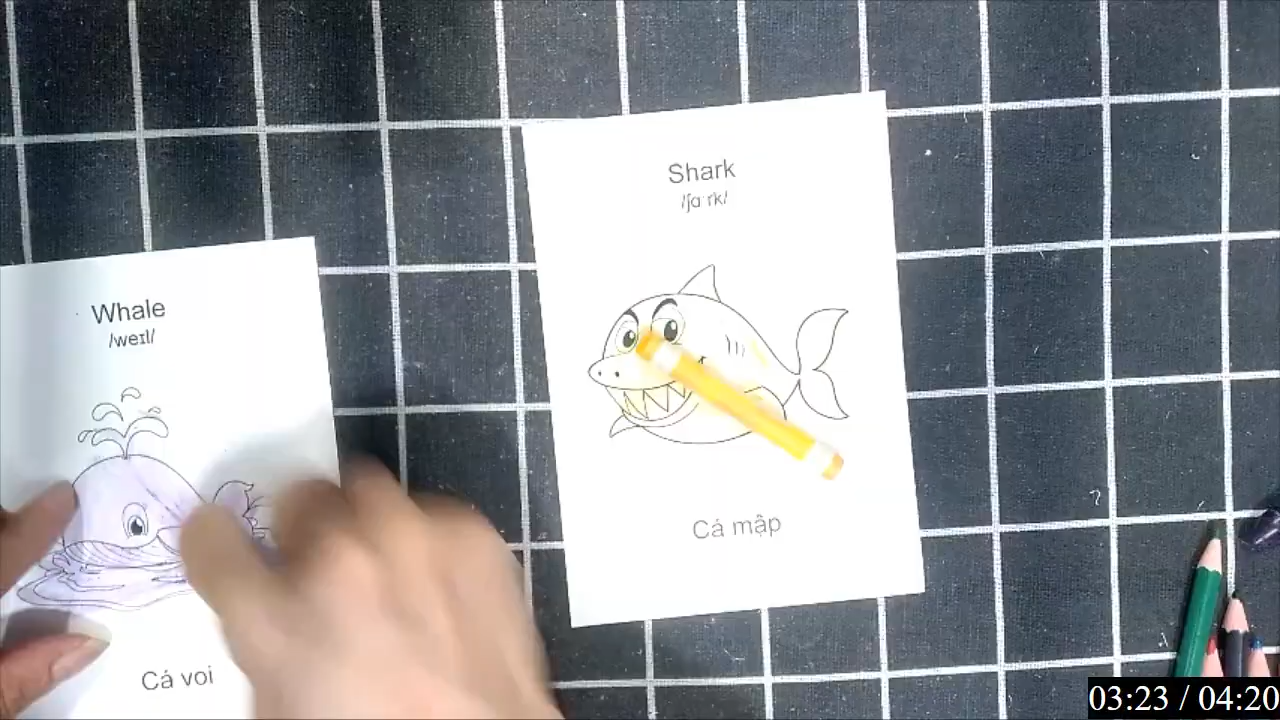 Shark
/ʃɑːrk/
Cá mập
Whale
/weɪl/
Cá voi
03:23 / 04:20